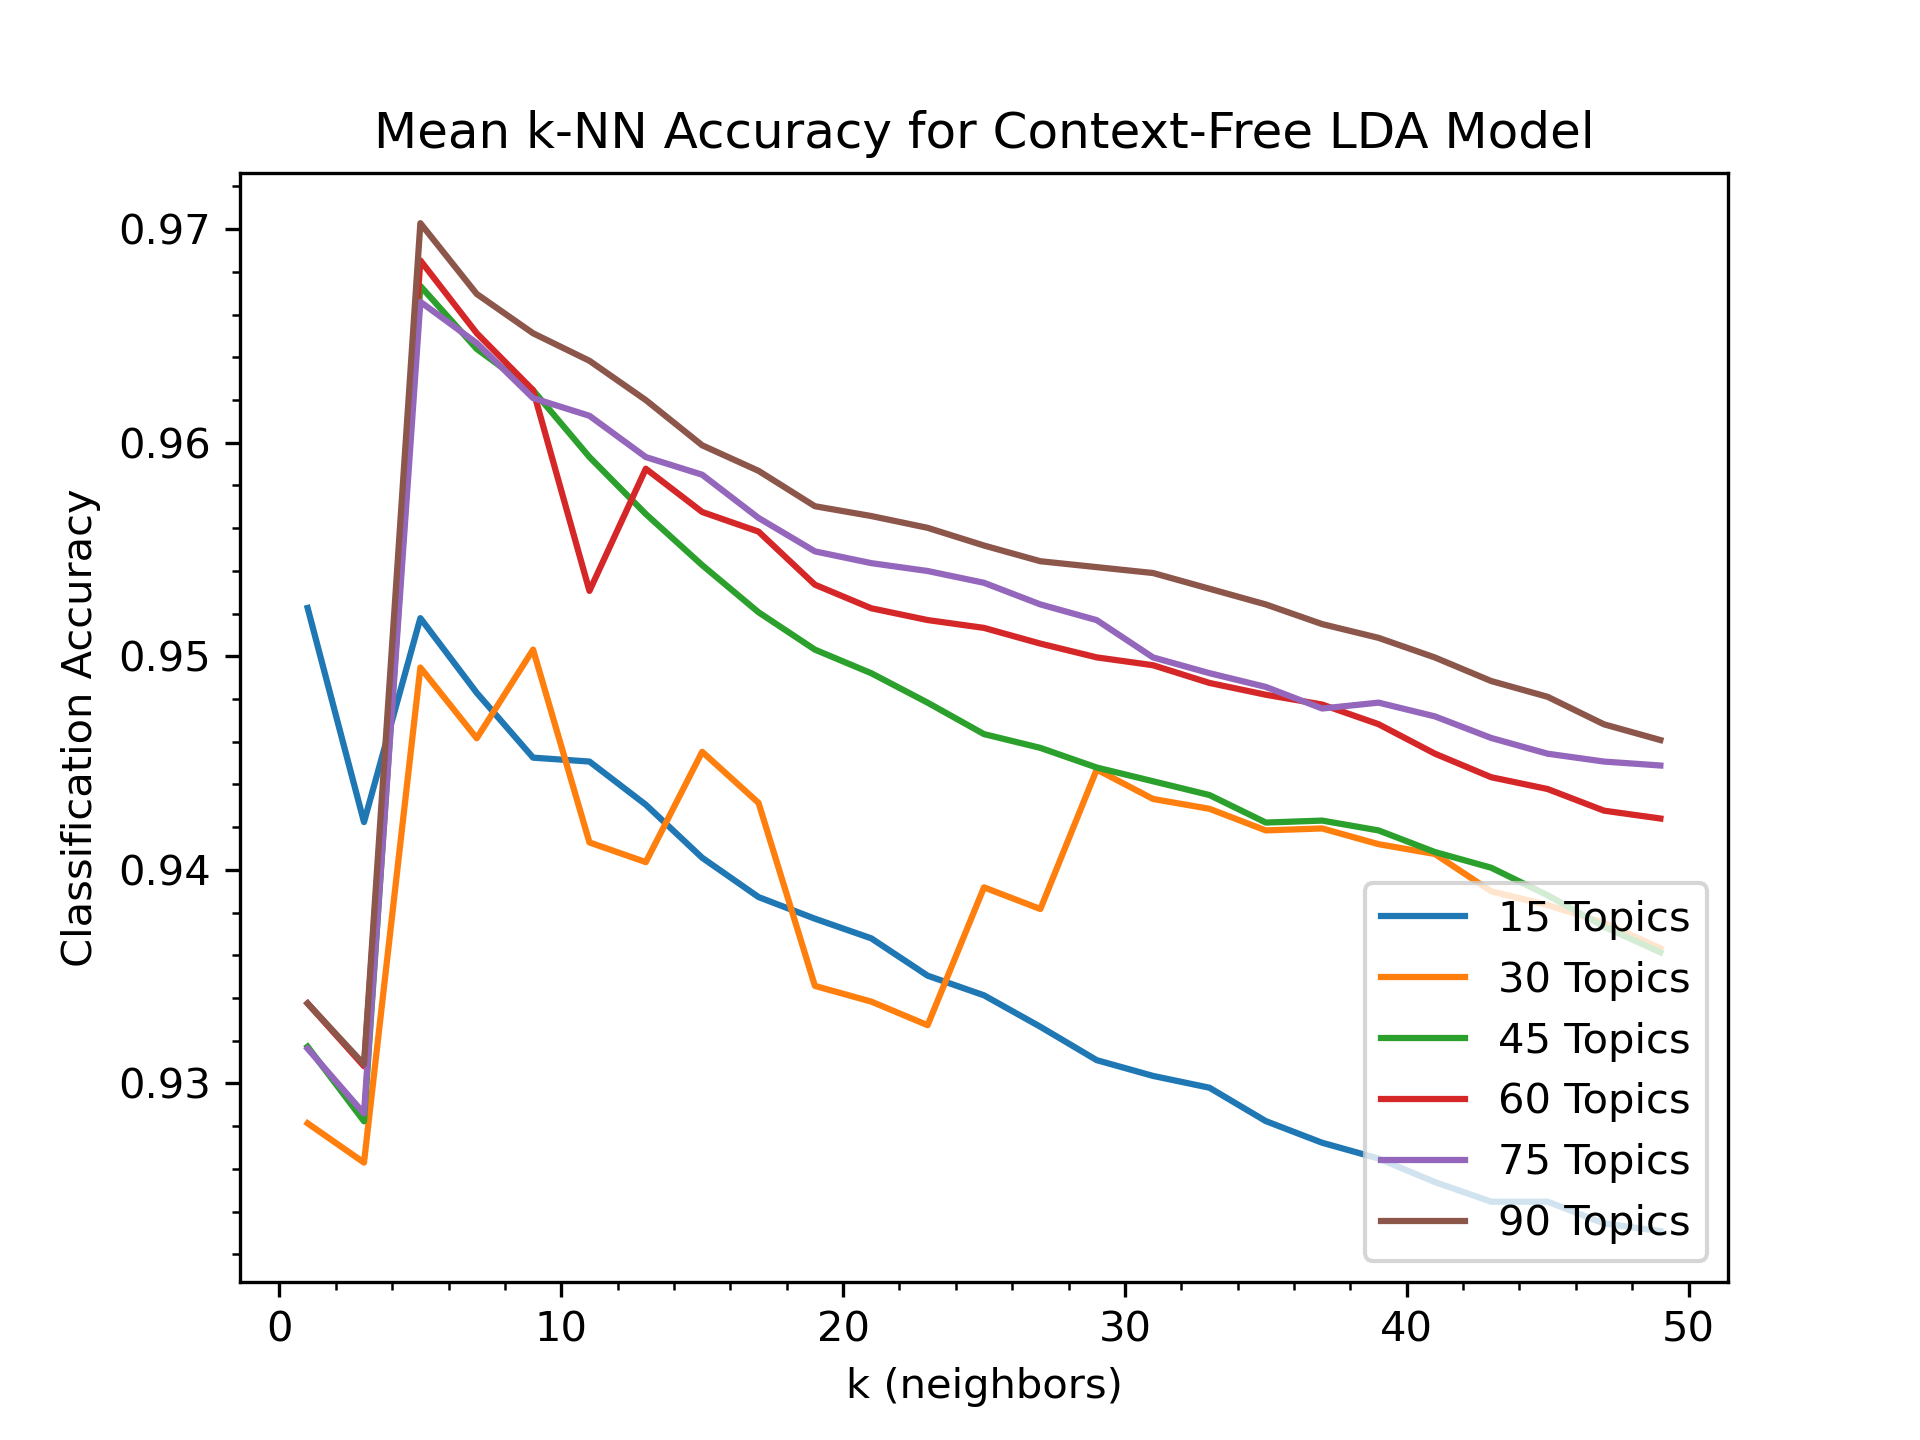 Mean k-NN Accuracy for Context-Free LDA Model
Classification Accuracy
0.97
0.96
0.95
0.94
0.93
15 Topics
30 Topics
45 Topics
60 Topics
75 Topics
90 Topics
0 10 20 30 40 50
k (neighbors)